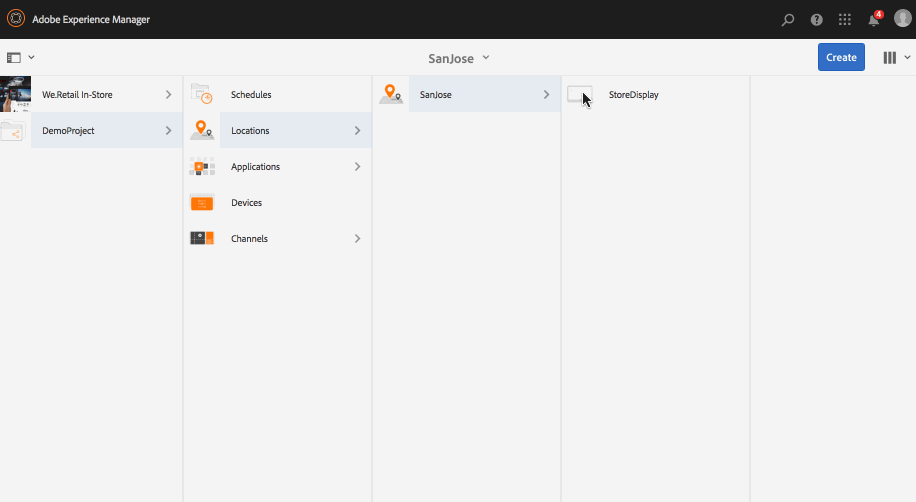 Adobe Experience Manager
4
SanJose
Create
We.Retail In-Store
DemoProject
Schedules
Locations
Applications
Devices
Channels
SanJose
StoreDisplay